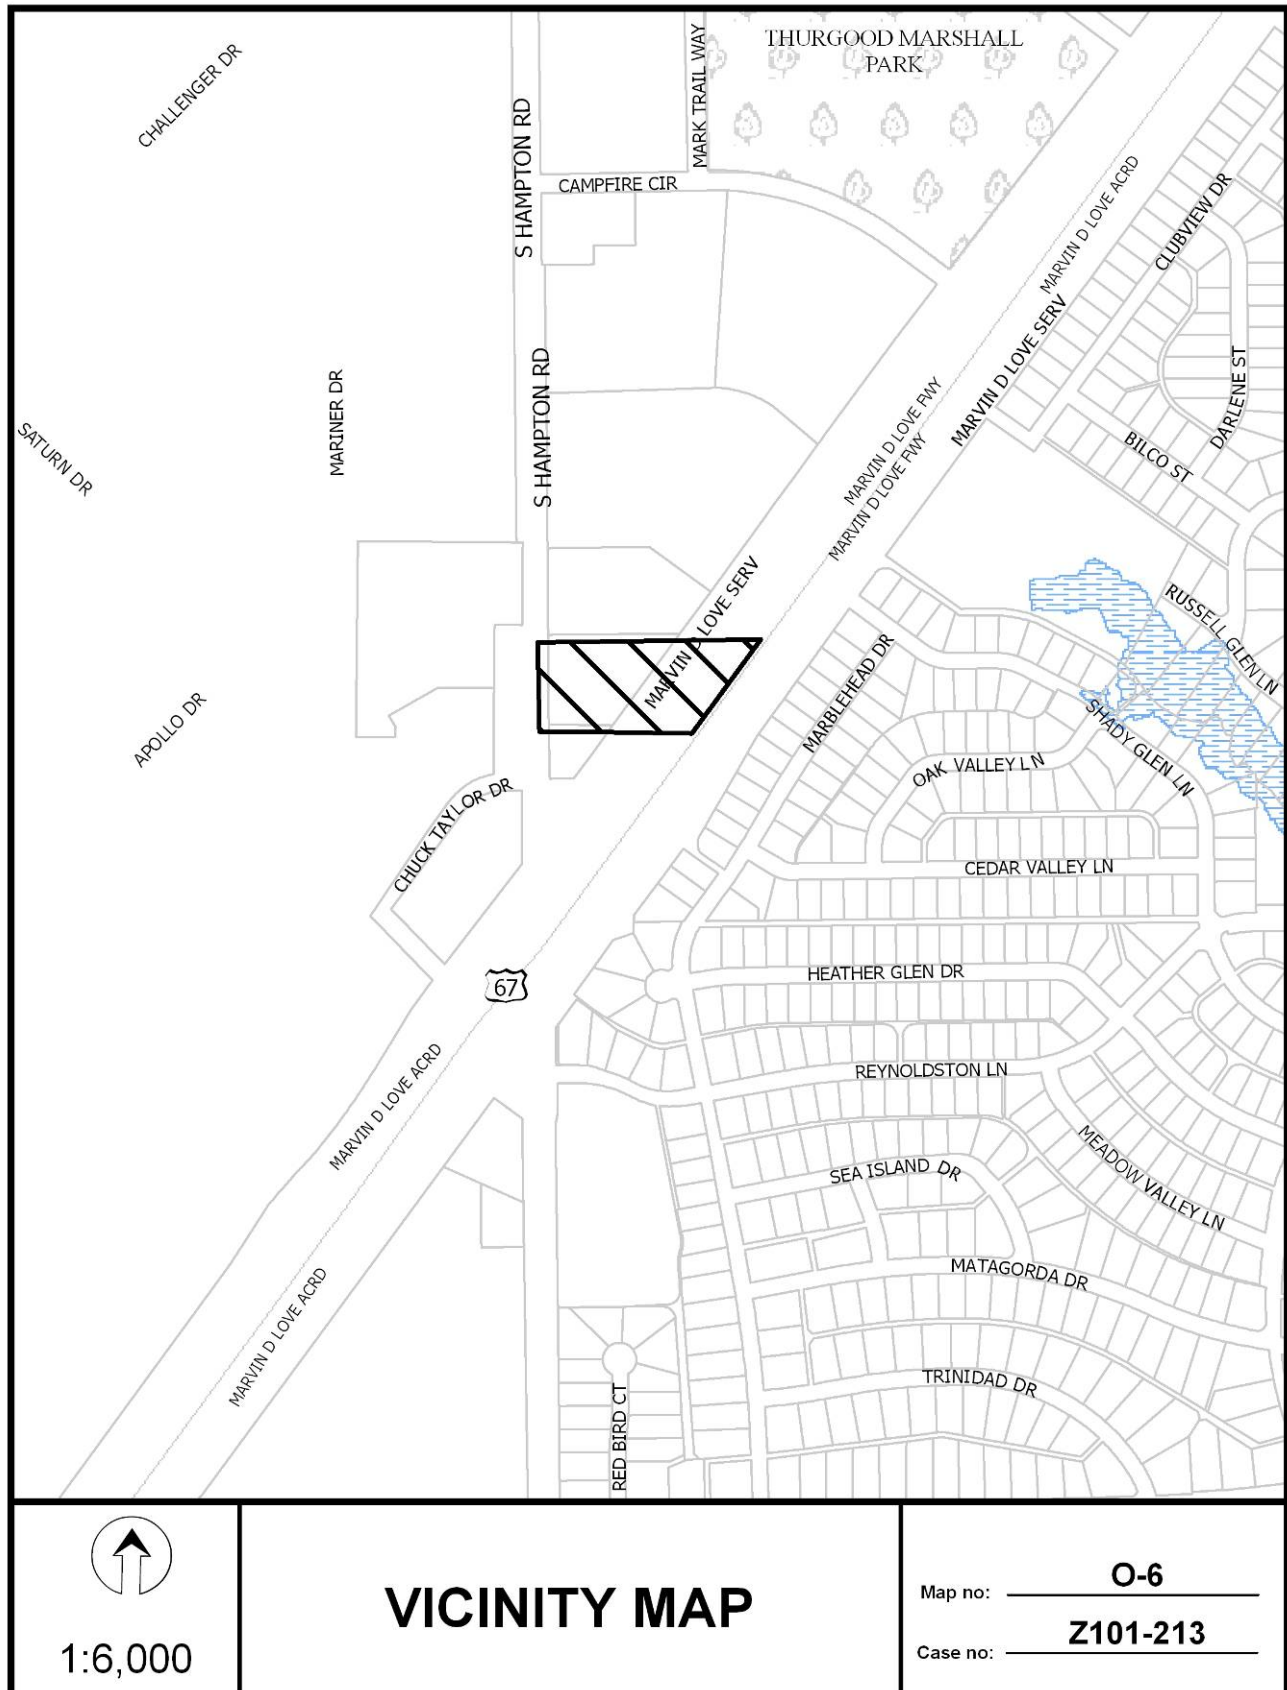 THURGOOD MARSHALL
PARK
CHALLENGER DR
MARK TRAIL WAY
S HAMPTON RD
CAMPFIRE CIR
MARVIN D LOVE ACRD
CLUBVIEW DR
MARVIN D LOVE SERV
DARLENE ST
S HAMPTON RD
MARINER DR
MARVIN D LOVE FWY
MARVIN D LOVE FWY
SATURN DR
BILCO ST
MARVIN D LOVE SERV
RUSSELL GLEN LN
MARBLEHEAD DR
APOLLO DR
SHADY GLEN LN
OAK VALLEY LN
CHUCK TAYLOR DR
CEDAR VALLEY LN
HEATHER GLEN DR
67
MARVIN D LOVE ACRD
REYNOLDSTON LN
MEADOW VALLEY LN
SEA ISLAND DR
MATAGORDA DR
MARVIN D LOVE ACRD
TRINIDAD DR
RED BIRD CT
1:6,000
VICINITY MAP
Map no: O-6
Case no: Z101-213